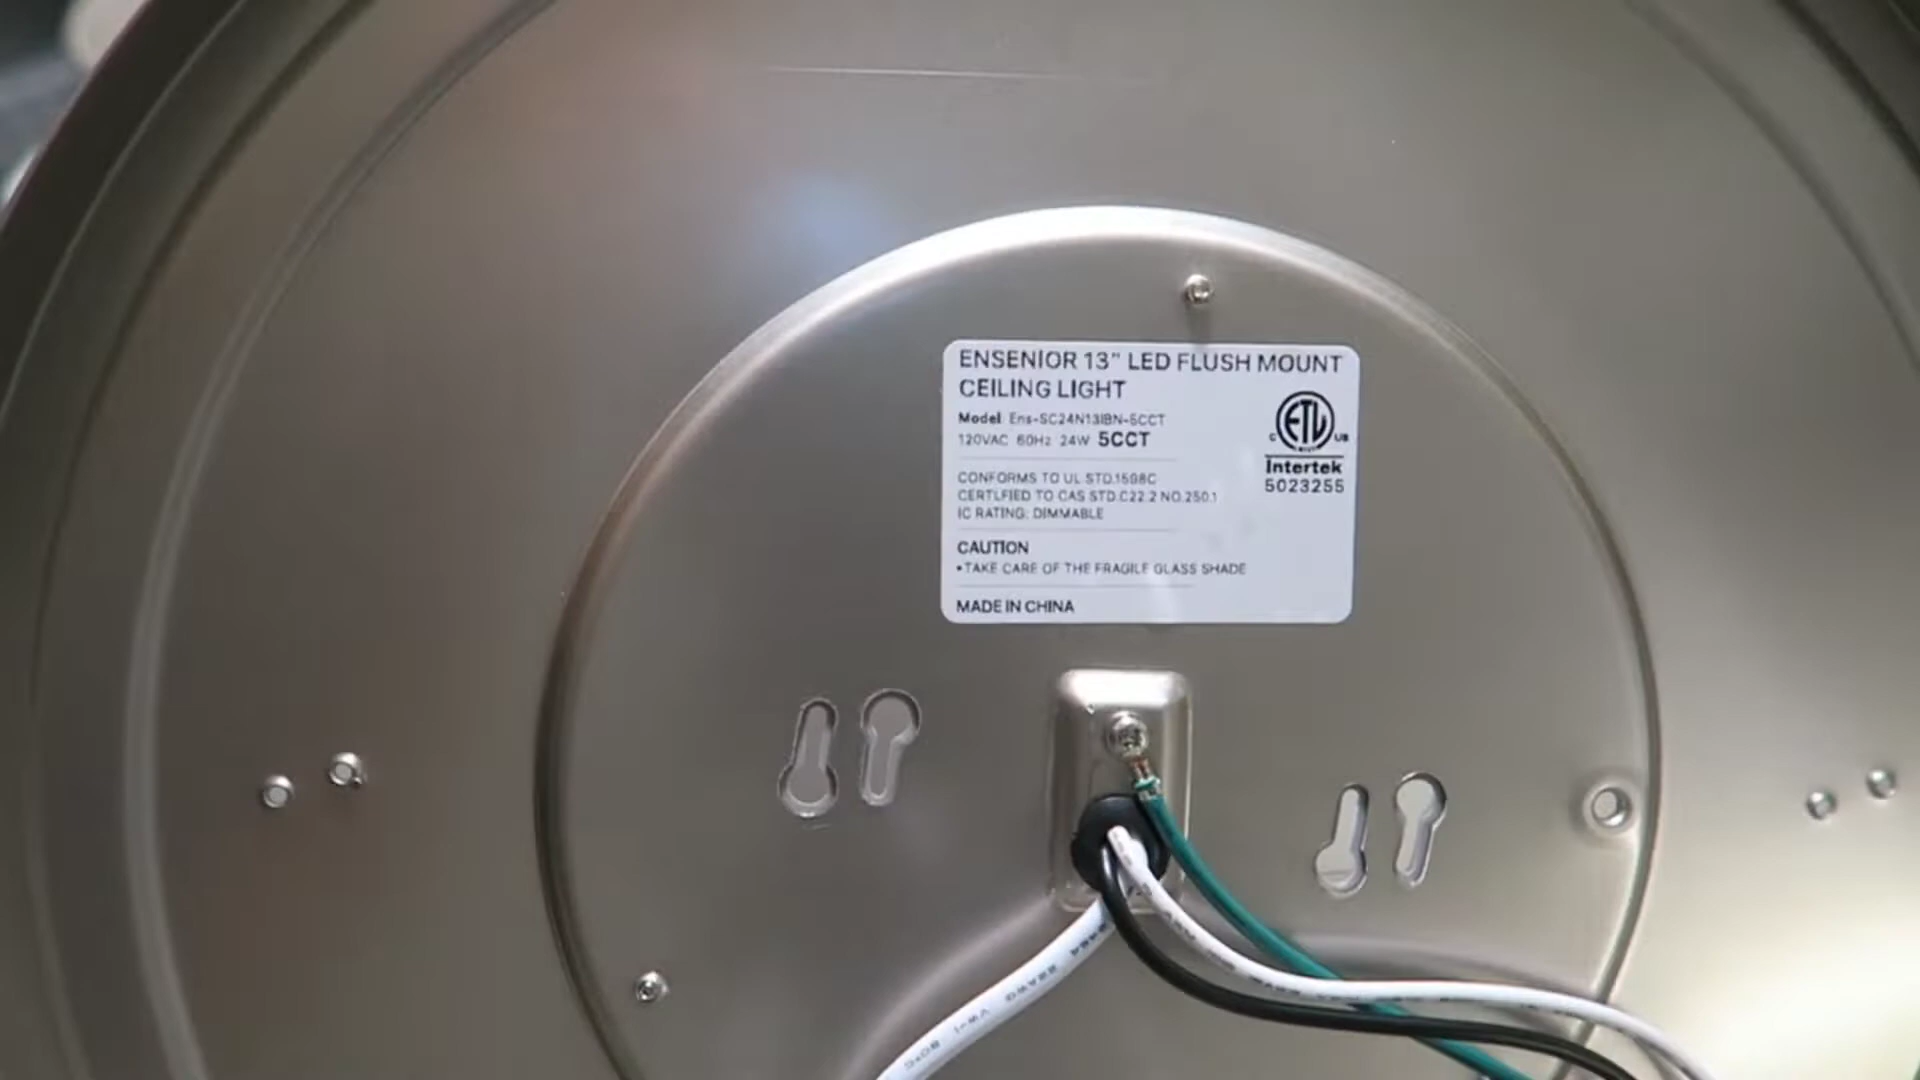 ENSENIOR 13" LED FLUSH MOUNT
CEILING LIGHT
Model: Ens-SC24N13IBN-5CCT
120VAC 60Hz 24W 5CCT
C ETL US
Intertek
5023255
CONFORMS TO UL STD.1598C
CERTLFIED TO CAS STD.C22.2 NO.250.1
IC RATING: DIMMABLE
CAUTION
•TAKE CARE OF THE FRAGILE GLASS SHADE
MADE IN CHINA
22AWG